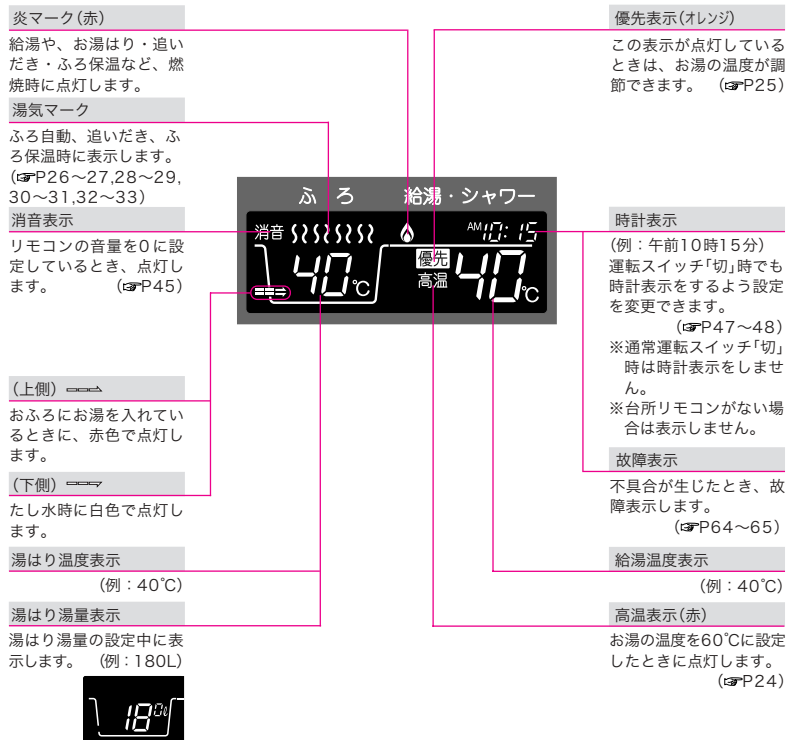 炎マーク(赤)
給湯や、お湯はり・追い
だき・ふろ保温など、燃
焼時に点灯します。
湯気マーク
ふろ自動、追いだき、ふ
ろ保温時に表示します。
(☞P26〜27,28〜29,
30〜31,32〜33)
消音表示
リモコンの音量を0に設
定しているとき、点灯し
ます。 (☞P45)
(上側)
おふろにお湯を入れてい
るときに、赤色で点灯し
ます。
(下側)
たし水時に白色で点灯し
ます。
湯はり温度表示
(例:40℃)
湯はり湯量表示
湯はり湯量の設定中に表
示します。 (例:180L)
180ℓ
ふろ 給湯・シャワー
消音 AM10:15
40℃ 優先 高温 40℃
優先表示(オレンジ)
この表示が点灯している
ときは、お湯の温度が調
節できます。 (☞P25)
時計表示
(例:午前10時15分)
運転スイッチ「切」時でも
時計表示をするよう設定
を変更できます。
(☞P47〜48)
※通常運転スイッチ「切」
時は時計表示をしませ
ん。
※台所リモコンがない場
合は表示しません。
故障表示
不具合が生じたとき、故
障表示します。
(☞P64〜65)
給湯温度表示
(例:40℃)
高温表示(赤)
お湯の温度を60℃に設定
したときに点灯します。
(☞P24)